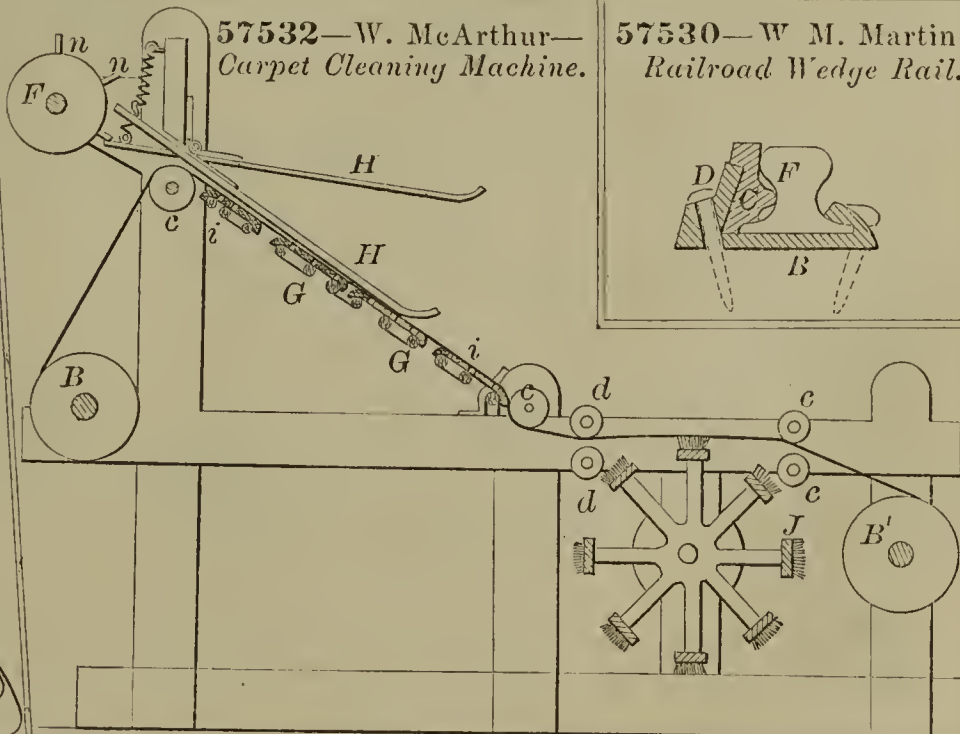 57532—W. McArthur—
Carpet Cleaning Machine.
n
n
F
H
c
i
H
G
G
i
B
c
d
c
d
c
J
B'
57530—W M. Martin
Railroad Wedge Rail.
D
F
C
B